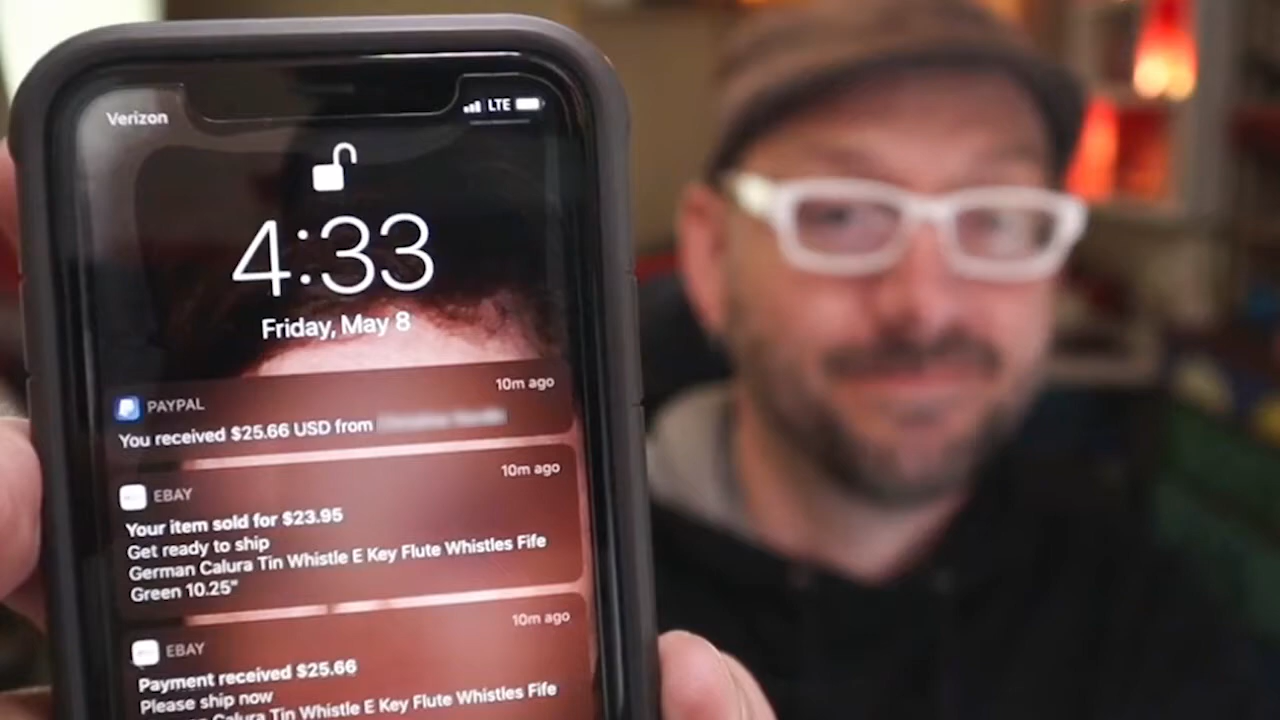 Verizon
LTE
4:33
Friday, May 8
PAYPAL
10m ago
You received $25.66 USD from
EBAY
10m ago
Your item sold for $23.95
Get ready to ship
German Calura Tin Whistle E Key Flute Whistles Fife
Green 10.25"
EBAY
10m ago
Payment received $25.66
Please ship now
Calura Tin Whistle E Key Flute Whistles Fife